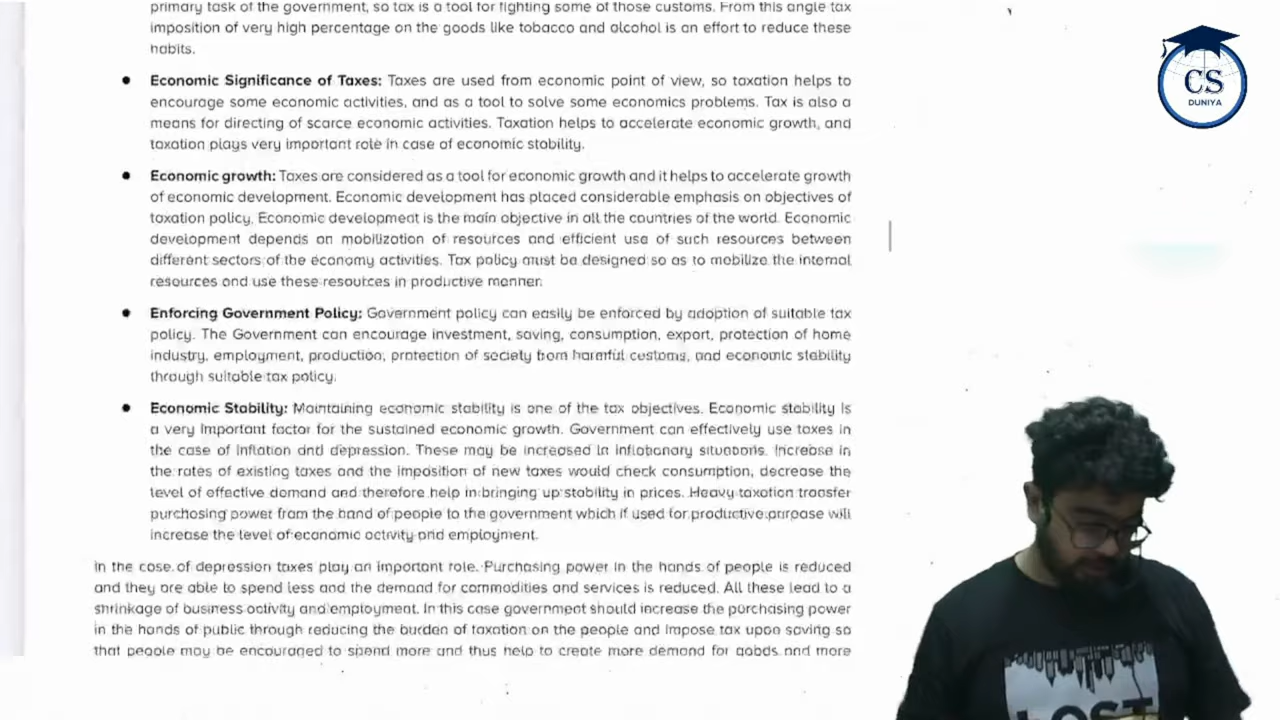 primary task of the government, so tax is a tool for fighting some of those customs. From this angle tax
imposition of very high percentage on the goods like tobacco and alcohol is an effort to reduce these
habits.
• Economic Significance of Taxes: Taxes are used from economic point of view, so taxation helps to
encourage some economic activities, and as a tool to solve some economics problems. Tax is also a
means for directing of scarce economic activities. Taxation helps to accelerate economic growth, and
taxation plays very important role in case of economic stability.
• Economic growth: Taxes are considered as a tool for economic growth and it helps to accelerate growth
of economic development. Economic development has placed considerable emphasis on objectives of
taxation policy. Economic development is the main objective in all the countries of the world. Economic
development depends on mobilization of resources and efficient use of such resources between
different sectors of the economy activities. Tax policy must be designed so as to mobilize the internal
resources and use these resources in productive manner.
• Enforcing Government Policy: Government policy can easily be enforced by adoption of suitable tax
policy. The Government can encourage investment, saving, consumption, export, protection of home
industry, employment, production, protection of society from harmful customs, and economic stability
through suitable tax policy.
• Economic Stability: Maintaining economic stability is one of the tax objectives. Economic stability is
a very important factor for the sustained economic growth. Government can effectively use taxes in
the case of inflation and depression. These may be increased in inflationary situations. Increase in
the rates of existing taxes and the imposition of new taxes would check consumption, decrease the
level of effective demand and therefore help in bringing up stability in prices. Heavy taxation transfer
purchasing power from the hand of people to the government which if used for productive purpose will
increase the level of economic activity and employment.
In the case of depression taxes play an important role. Purchasing power in the hands of people is reduced
and they are able to spend less and the demand for commodities and services is reduced. All these lead to a
shrinkage of business activity and employment. In this case government should increase the purchasing power
in the hands of public through reducing the burden of taxation on the people and impose tax upon saving so
that people may be encouraged to spend more and thus help to create more demand for goods and more
CS
DUNIYA
LOST